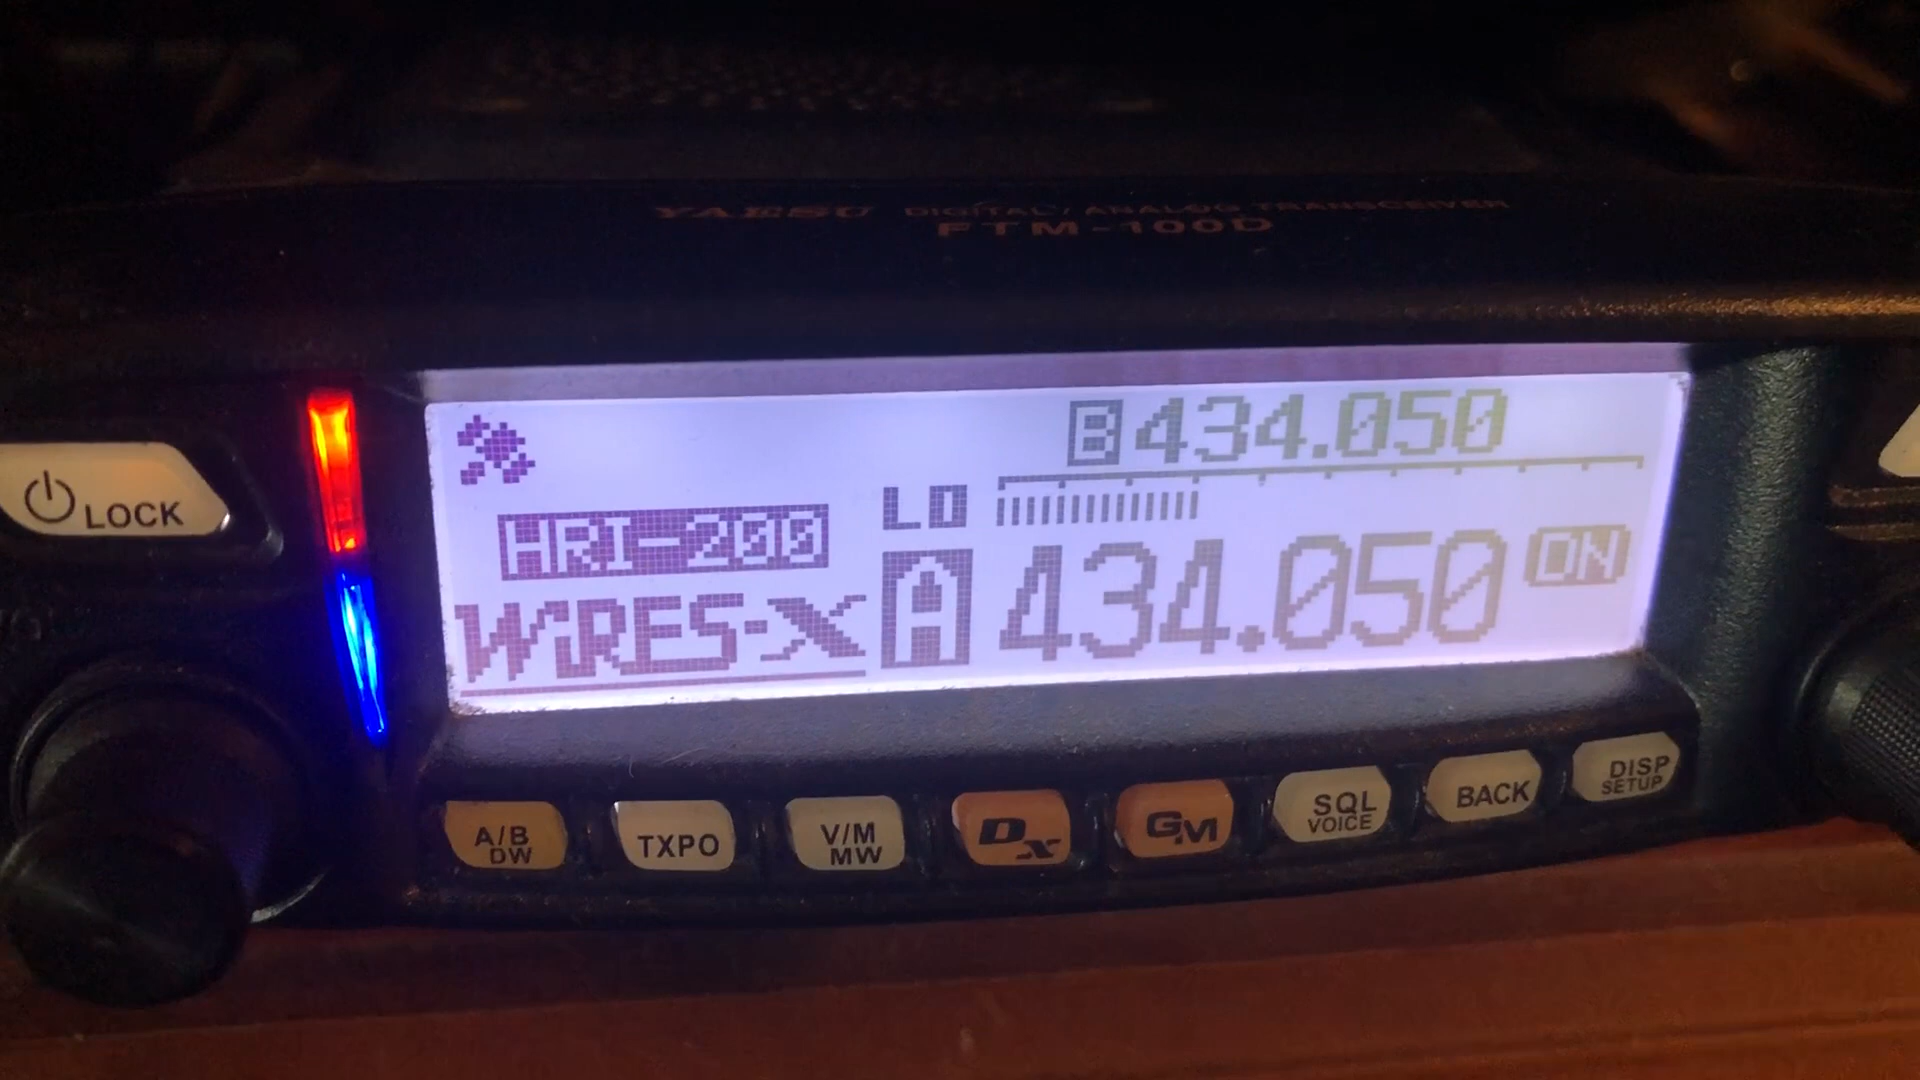 YAESU DIGITAL/ANALOG TRANSCEIVER
FTM-100D
LOCK
B 434.050
LO
HRI-200
WiRES-X A 434.050 DN
A/B
DW
TXPO
V/M
MW
DX
GM
SQL
VOICE
BACK
DISP
SETUP